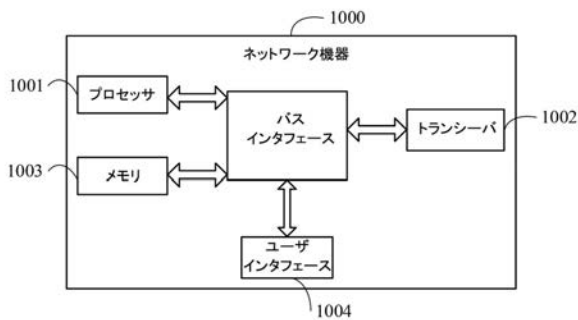 1000
ネットワーク機器
1001
プロセッサ
バス
インタフェース
トランシーバ
1002
1003
メモリ
ユーザ
インタフェース
1004